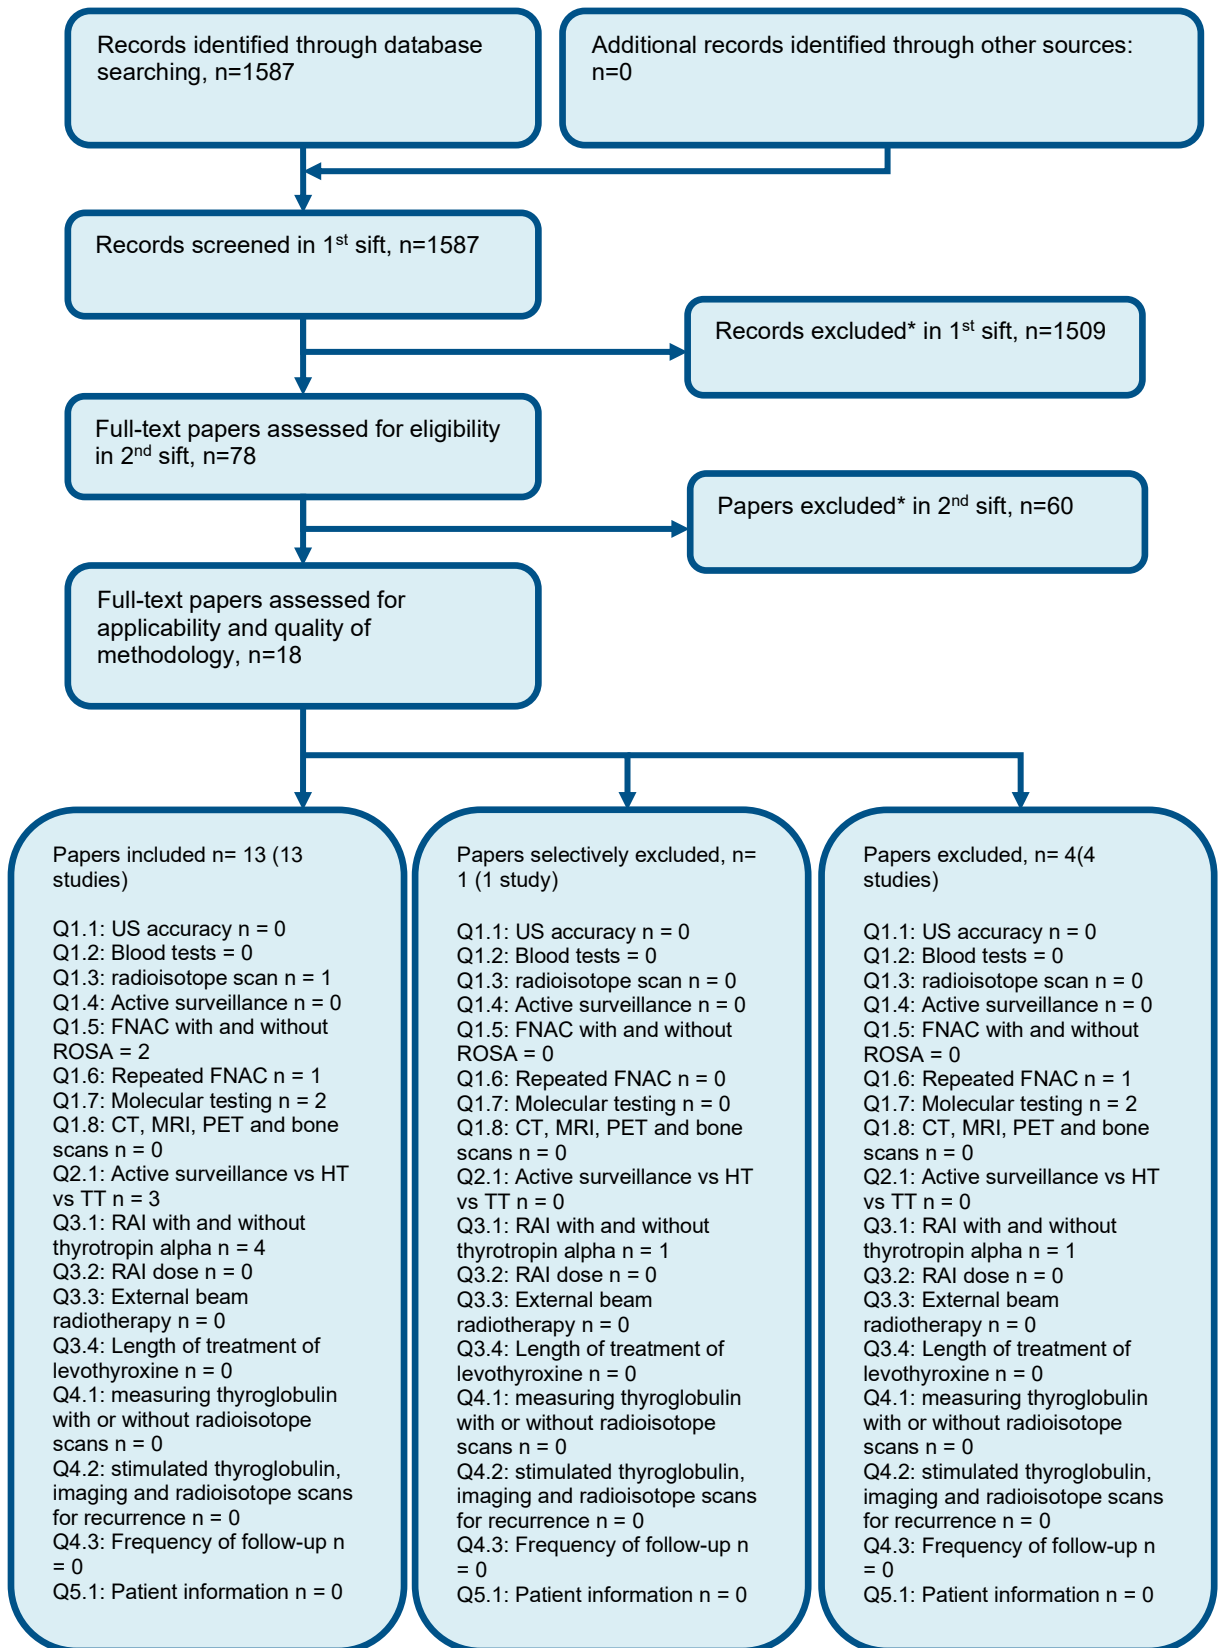 Records identified through database
searching, n=1587
Additional records identified through other sources:
n=0
Records screened in 1st sift, n=1587
Records excluded* in 1st sift, n=1509
Full-text papers assessed for eligibility
in 2nd sift, n=78
Papers excluded* in 2nd sift, n=60
Full-text papers assessed for
applicability and quality of
methodology, n=18
Papers included n= 13 (13
studies)
Q1.1: US accuracy n = 0
Q1.2: Blood tests = 0
Q1.3: radioisotope scan n = 1
Q1.4: Active surveillance n = 0
Q1.5: FNAC with and without
ROSA = 2
Q1.6: Repeated FNAC n = 1
Q1.7: Molecular testing n = 2
Q1.8: CT, MRI, PET and bone
scans n = 0
Q2.1: Active surveillance vs HT
vs TT n = 3
Q3.1: RAI with and without
thyrotropin alpha n = 4
Q3.2: RAI dose n = 0
Q3.3: External beam
radiotherapy n = 0
Q3.4: Length of treatment of
levothyroxine n = 0
Q4.1: measuring thyroglobulin
with or without radioisotope
scans n = 0
Q4.2: stimulated thyroglobulin,
imaging and radioisotope scans
for recurrence n = 0
Q4.3: Frequency of follow-up n
= 0
Q5.1: Patient information n = 0
Papers selectively excluded, n=
1 (1 study)
Q1.1: US accuracy n = 0
Q1.2: Blood tests = 0
Q1.3: radioisotope scan n = 0
Q1.4: Active surveillance n = 0
Q1.5: FNAC with and without
ROSA = 0
Q1.6: Repeated FNAC n = 0
Q1.7: Molecular testing n = 0
Q1.8: CT, MRI, PET and bone
scans n = 0
Q2.1: Active surveillance vs HT
vs TT n = 0
Q3.1: RAI with and without
thyrotropin alpha n = 1
Q3.2: RAI dose n = 0
Q3.3: External beam
radiotherapy n = 0
Q3.4: Length of treatment of
levothyroxine n = 0
Q4.1: measuring thyroglobulin
with or without radioisotope
scans n = 0
Q4.2: stimulated thyroglobulin,
imaging and radioisotope scans
for recurrence n = 0
Q4.3: Frequency of follow-up n
= 0
Q5.1: Patient information n = 0
Papers excluded, n= 4(4
studies)
Q1.1: US accuracy n = 0
Q1.2: Blood tests = 0
Q1.3: radioisotope scan n = 0
Q1.4: Active surveillance n = 0
Q1.5: FNAC with and without
ROSA = 0
Q1.6: Repeated FNAC n = 1
Q1.7: Molecular testing n = 2
Q1.8: CT, MRI, PET and bone
scans n = 0
Q2.1: Active surveillance vs HT
vs TT n = 0
Q3.1: RAI with and without
thyrotropin alpha n = 1
Q3.2: RAI dose n = 0
Q3.3: External beam
radiotherapy n = 0
Q3.4: Length of treatment of
levothyroxine n = 0
Q4.1: measuring thyroglobulin
with or without radioisotope
scans n = 0
Q4.2: stimulated thyroglobulin,
imaging and radioisotope scans
for recurrence n = 0
Q4.3: Frequency of follow-up n
= 0
Q5.1: Patient information n = 0